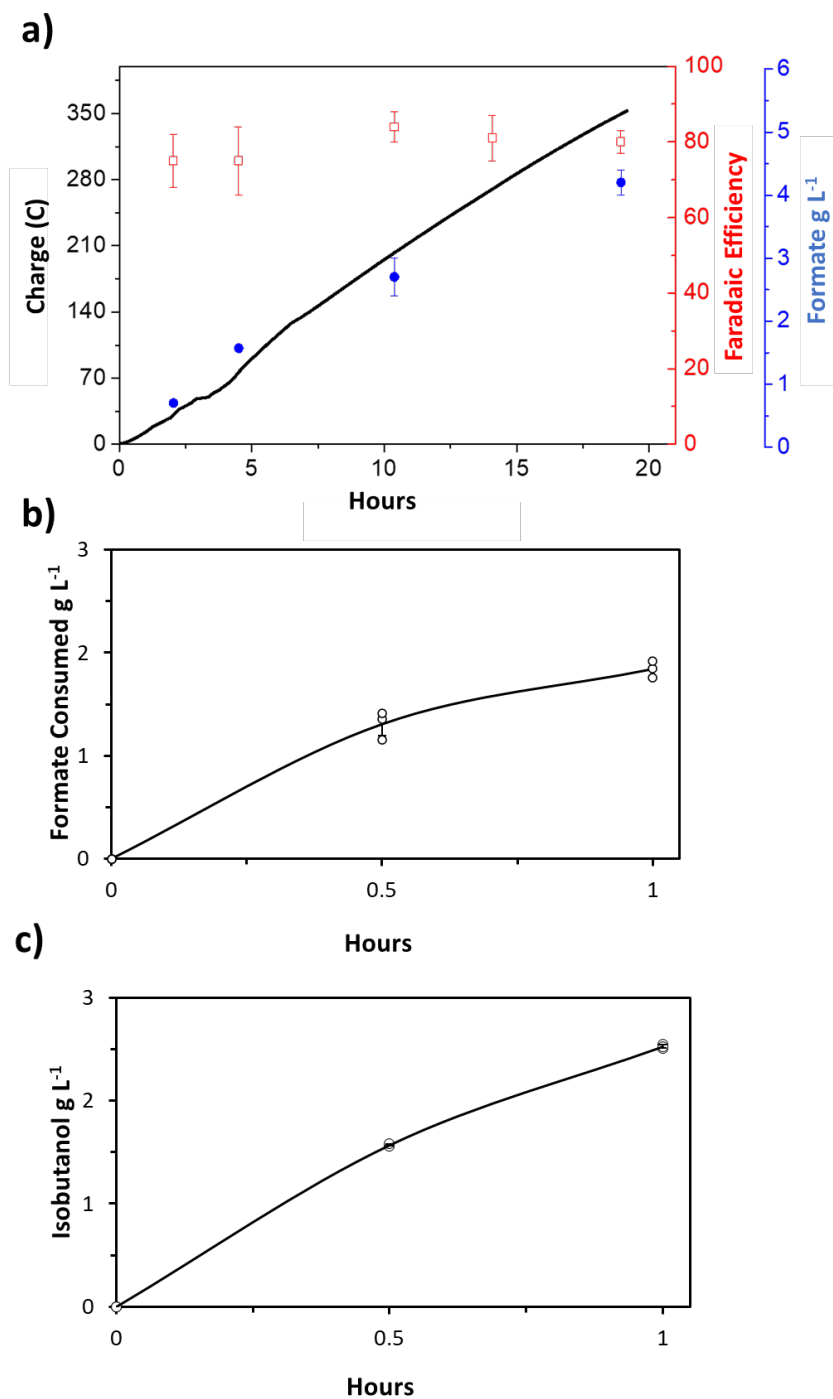 a)
Charge (C)
350
280
210
140
70
0
0 5 10 15 20
Hours
100
80
60
40
20
0
Faradaic Efficiency
6
5
4
3
2
1
0
Formate g L⁻¹
b)
Formate Consumed g L⁻¹
3
2
1
0
0 0.5 1
Hours
c)
Isobutanol g L⁻¹
3
2
1
0
0 0.5 1
Hours